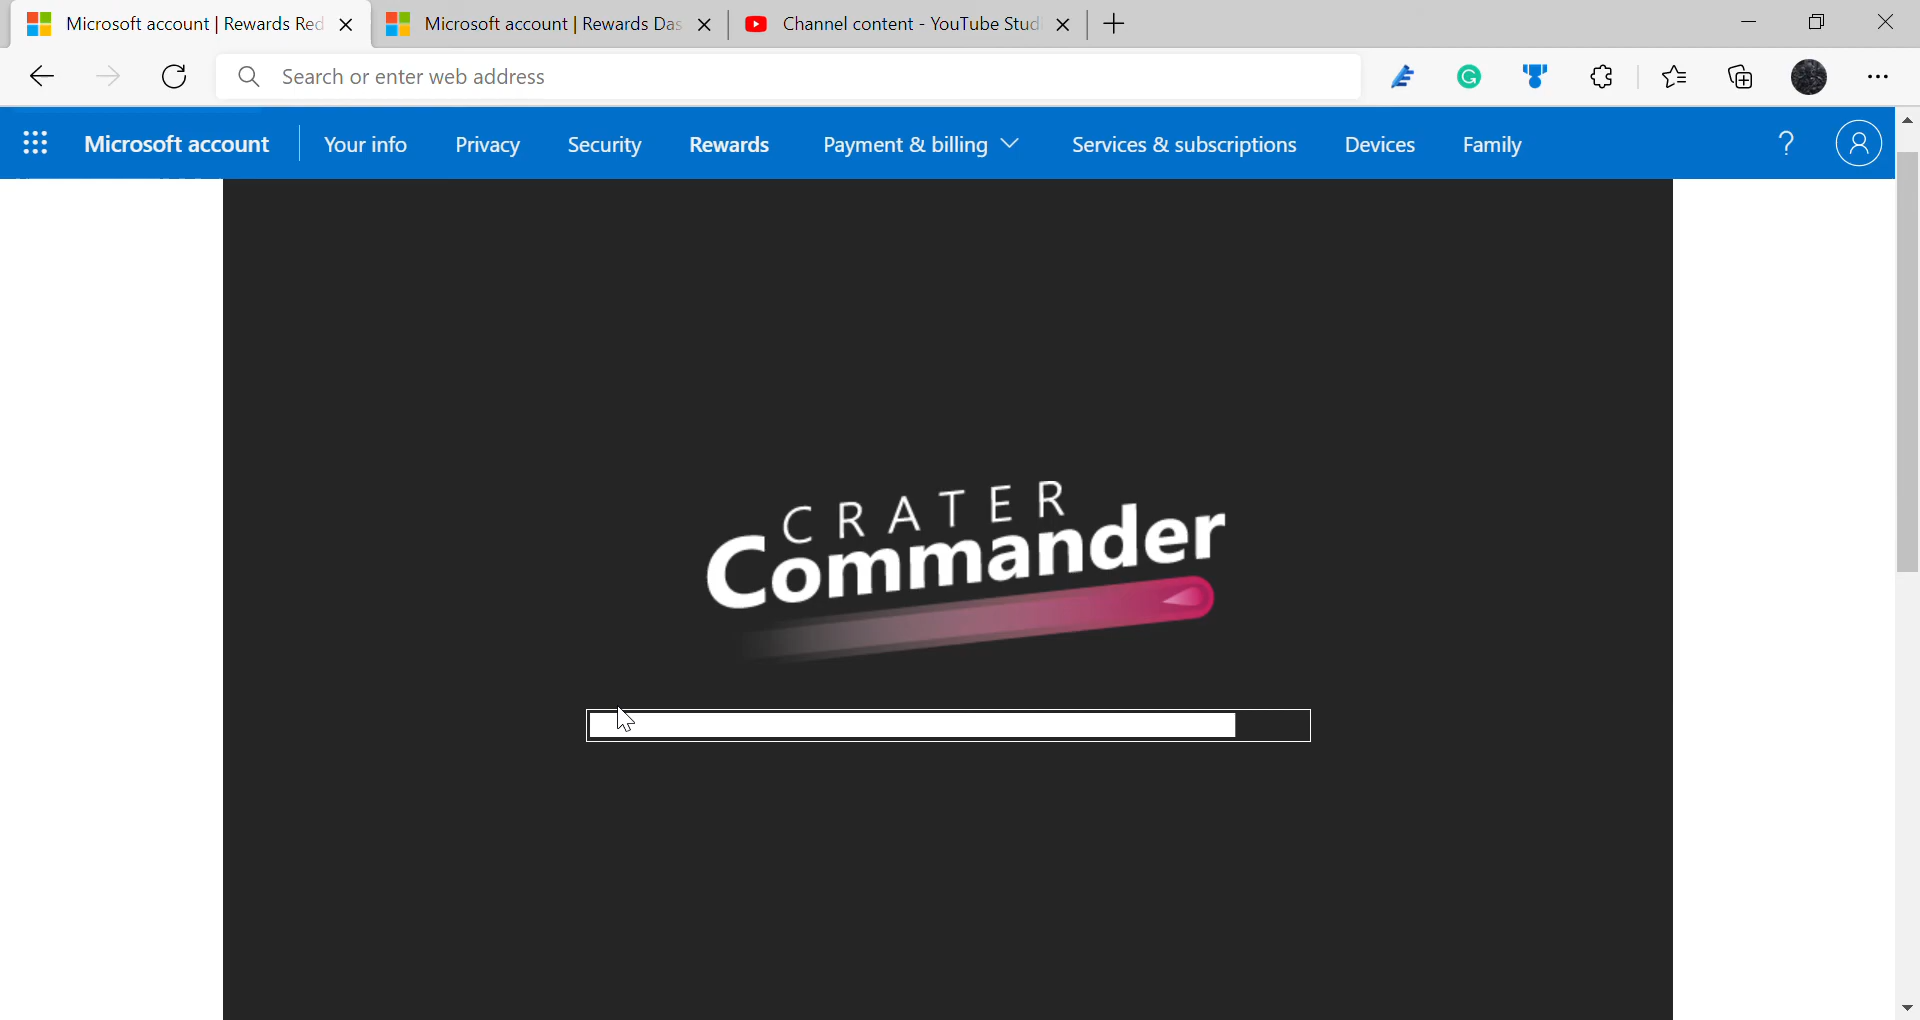 Microsoft account | Rewards Red
Microsoft account | Rewards Das
Channel content - YouTube Studi
Search or enter web address
Microsoft account
Your info
Privacy
Security
Rewards
Payment & billing
Services & subscriptions
Devices
Family
?
CRATER
Commander